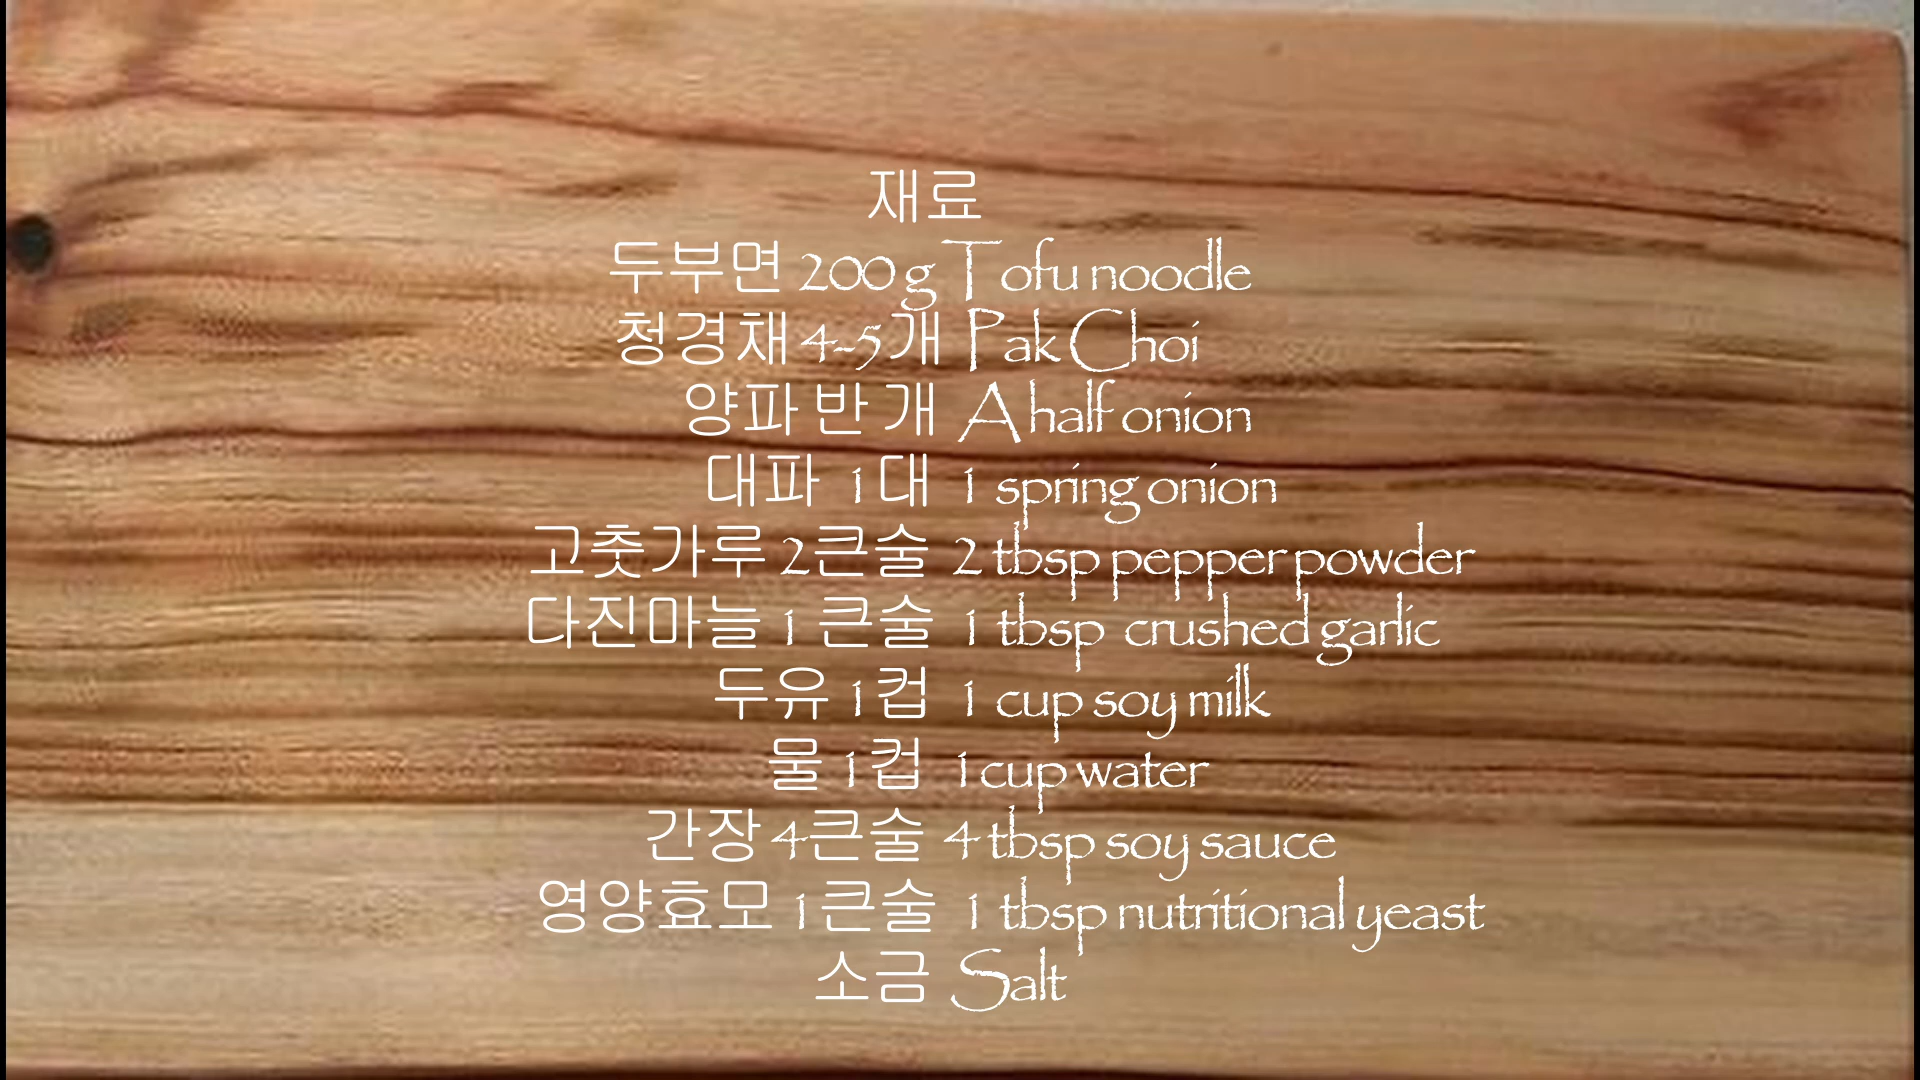 재료
두부면 200 g Tofu noodle
청경채 4-5개 Pak Choi
양파 반 개 A half onion
대파 1대 1 spring onion
고춧가루 2큰술 2 tbsp pepper powder
다진마늘 1 큰술 1 tbsp crushed garlic
두유 1컵 1 cup soy milk
물 1컵 1cup water
간장 4큰술 4 tbsp soy sauce
영양효모 1큰술 1 tbsp nutritional yeast
소금 Salt